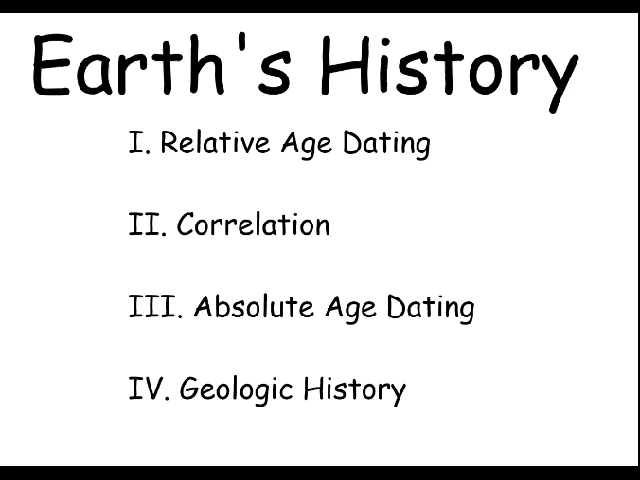 Earth's History
I. Relative Age Dating
II. Correlation
III. Absolute Age Dating
IV. Geologic History